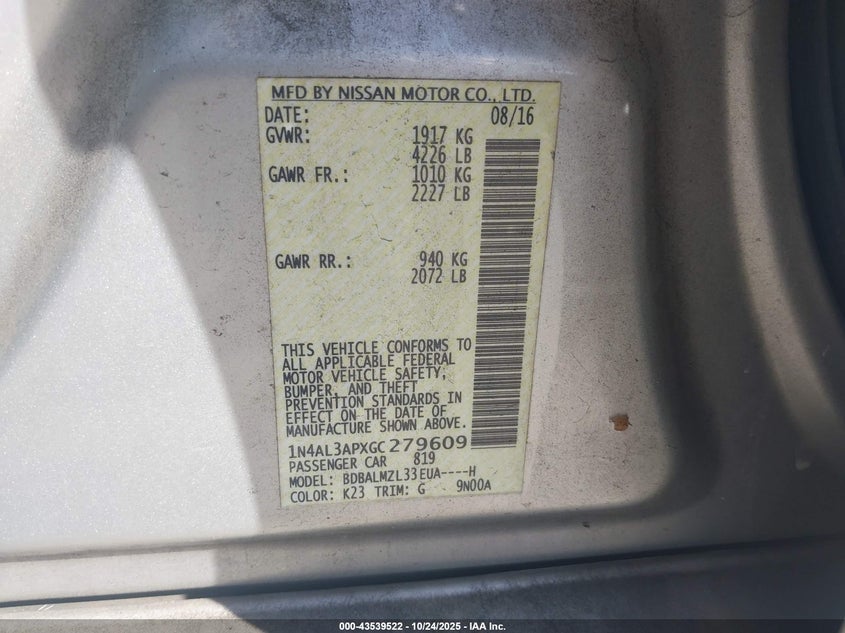 MFD BY NISSAN MOTOR CO., LTD.
DATE: 08/16
GVWR: 1917 KG
4226 LB
GAWR FR.: 1010 KG
2227 LB
GAWR RR.: 940 KG
2072 LB
THIS VEHICLE CONFORMS TO
ALL APPLICABLE FEDERAL
MOTOR VEHICLE SAFETY,
BUMPER, AND THEFT
PREVENTION STANDARDS IN
EFFECT ON THE DATE OF
MANUFACTURE SHOWN ABOVE.
1N4AL3APXGC279609
PASSENGER CAR 819
MODEL: BDBALMZL33EUA----H
COLOR: K23 TRIM: G 9N00A
000-43539522 - 10/24/2025 - IAA Inc.